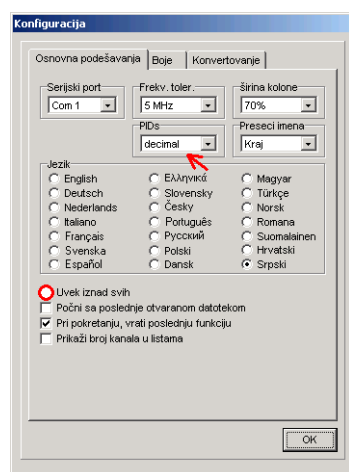 Konfiguracija
Osnovna podešavanja Boje Konvertovanje
Serijski port Frekv. toler. širina kolone
Com 1 5 MHz 70%
PIDs Preseci imena
decimal Kraj
Jezik
English Ελληνικά Magyar
Deutsch Slovensky Türkçe
Nederlands Česky Norsk
Italiano Português Romana
Français Русский Suomalainen
Svenska Polski Hrvatski
Español Dansk Srpski
Uvek iznad svih
Počni sa poslednje otvaranom datotekom
Pri pokretanju, vrati poslednju funkciju
Prikaži broj kanala u listama
OK